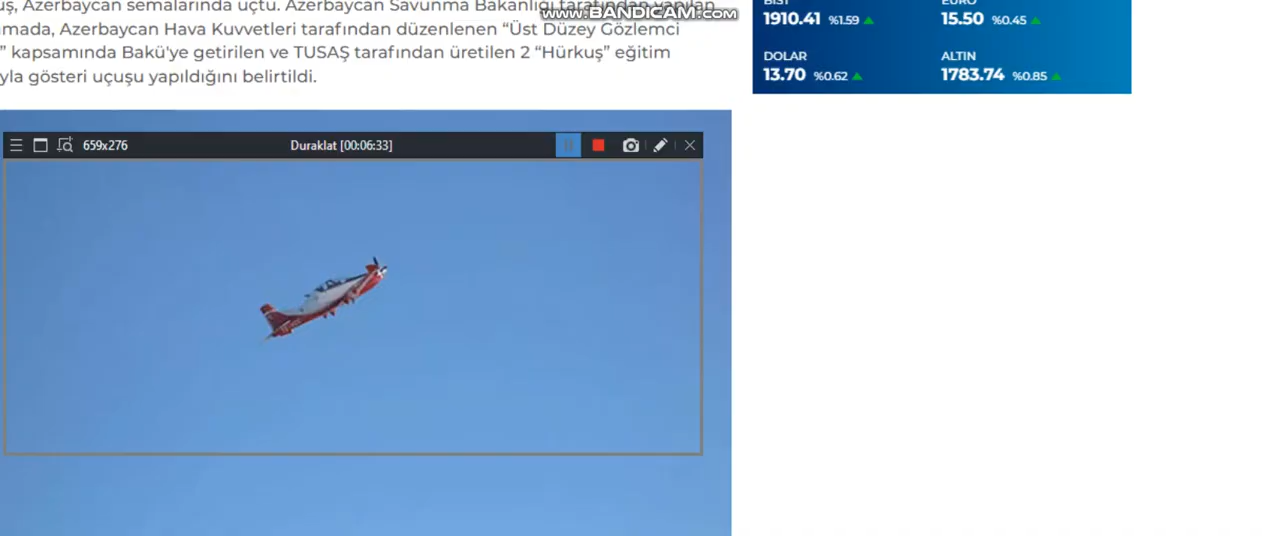 ş, Azerbaycan semalarında uçtu. Azerbaycan Savunma Bakanlığı tarafından yapılan
mada, Azerbaycan Hava Kuvvetleri tarafından düzenlenen “Üst Düzey Gözlemci
” kapsamında Bakü'ye getirilen ve TUSAŞ tarafından üretilen 2 “Hürkuş” eğitim
yla gösteri uçuşu yapıldığını belirtildi.
www.BANDICAM.com
BIST EURO
1910.41 %1.59 15.50 %0.45
DOLAR ALTIN
13.70 %0.62 1783.74 %0.85
659x276 Duraklat [00:06:33]